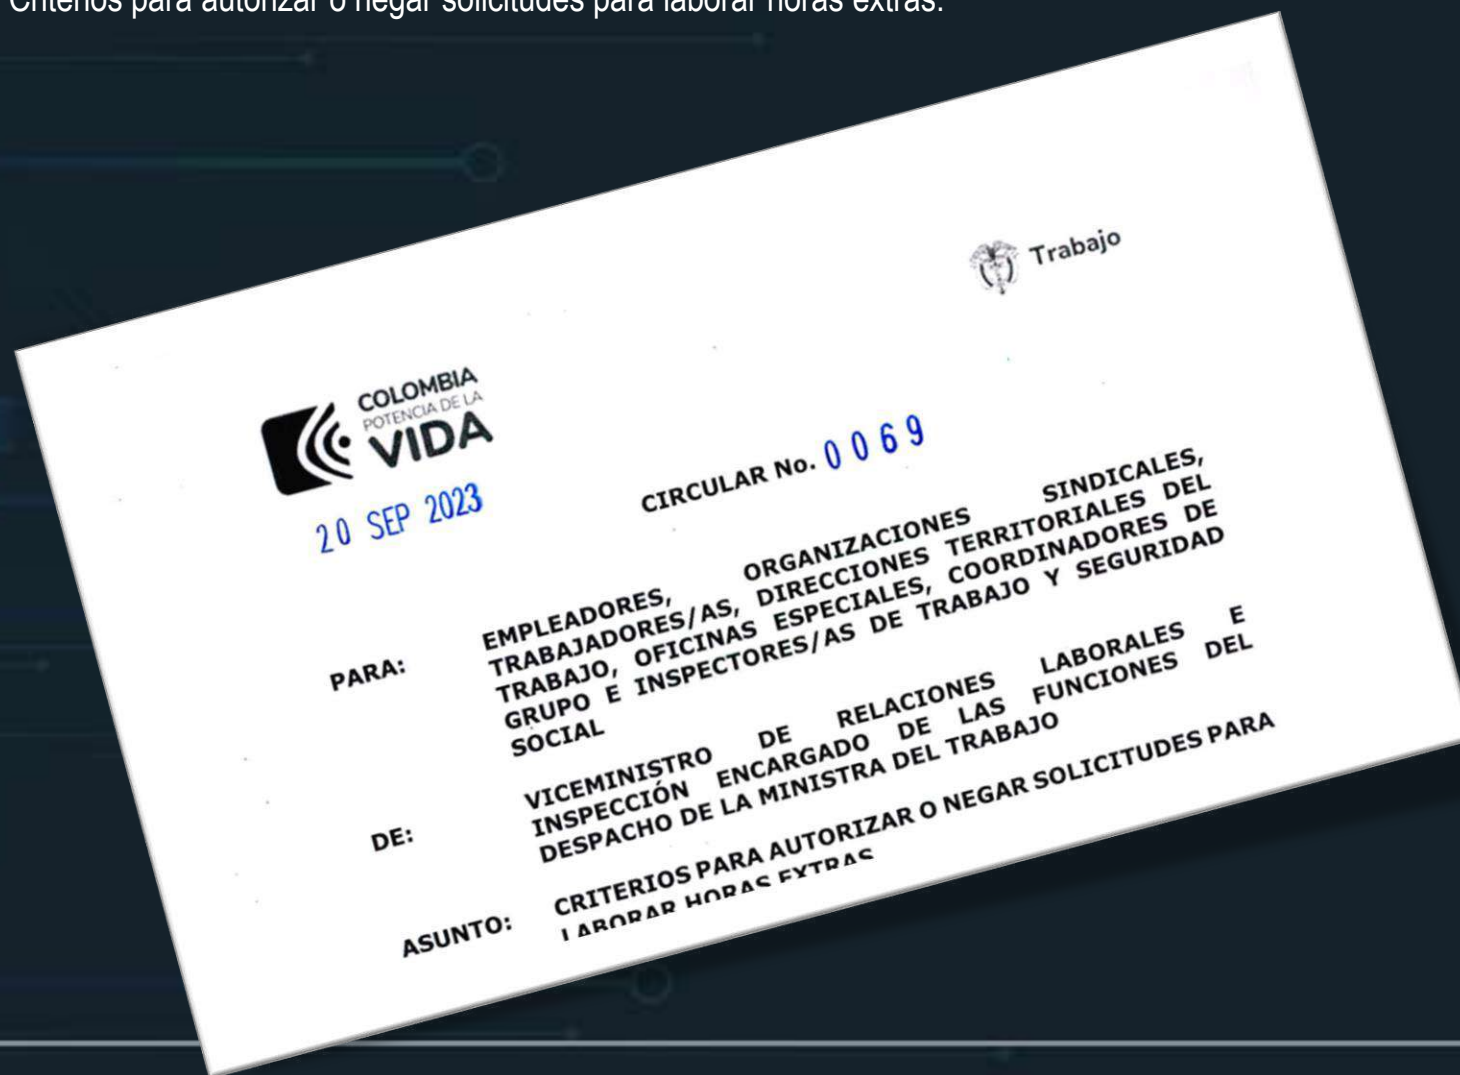 Criterios para autorizar o negar solicitudes para laborar horas extras.
Trabajo
COLOMBIA
POTENCIA DE LA
VIDA
20 SEP 2023
CIRCULAR No. 0069
PARA:
EMPLEADORES, ORGANIZACIONES SINDICALES,
TRABAJADORES/AS, DIRECCIONES TERRITORIALES DEL
TRABAJO, OFICINAS ESPECIALES, COORDINADORES DE
GRUPO E INSPECTORES/AS DE TRABAJO Y SEGURIDAD
SOCIAL
DE:
VICEMINISTRO DE RELACIONES LABORALES E
INSPECCIÓN ENCARGADO DE LAS FUNCIONES DEL
DESPACHO DE LA MINISTRA DEL TRABAJO
ASUNTO:
CRITERIOS PARA AUTORIZAR O NEGAR SOLICITUDES PARA
LABORAR HORAS EXTRAS